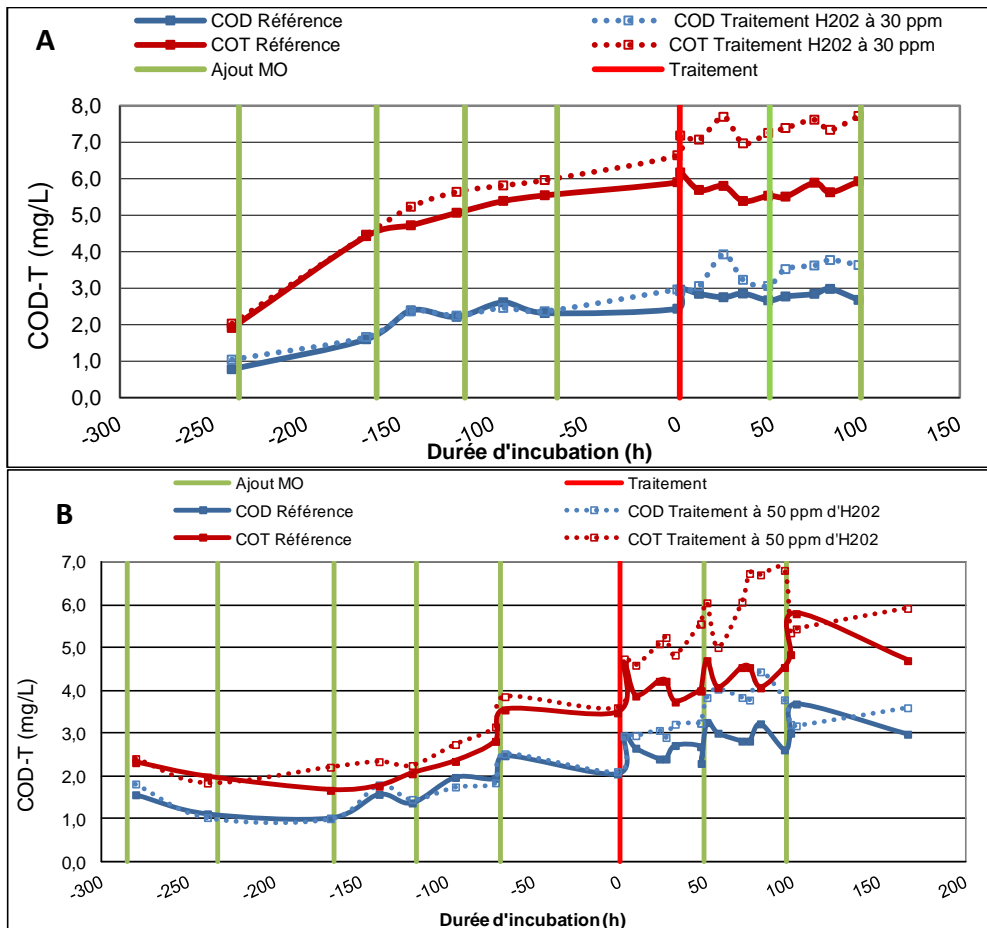 A
COD Référence
COD Traitement H202 à 30 ppm
COT Référence
COT Traitement H202 à 30 ppm
Ajout MO
Traitement
COD-T (mg/L)
8,0
7,0
6,0
5,0
4,0
3,0
2,0
1,0
0,0
-300 -250 -200 -150 -100 -50 0 50 100 150
Durée d'incubation (h)
B
Ajout MO
Traitement
COD Référence
COD Traitement à 50 ppm d'H202
COT Référence
COT Traitement à 50 ppm d'H202
COD-T (mg/L)
7,0
6,0
5,0
4,0
3,0
2,0
1,0
0,0
-300 -250 -200 -150 -100 -50 0 50 100 150 200
Durée d'incubation (h)